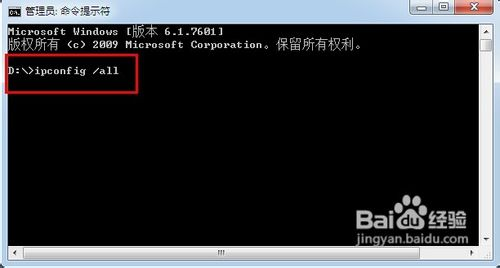 管理员: 命令提示符
Microsoft Windows [版本 6.1.7601]
版权所有 (c) 2009 Microsoft Corporation。保留所有权利。
D:\>ipconfig /all
Baidu经验
jingyan.baidu.com